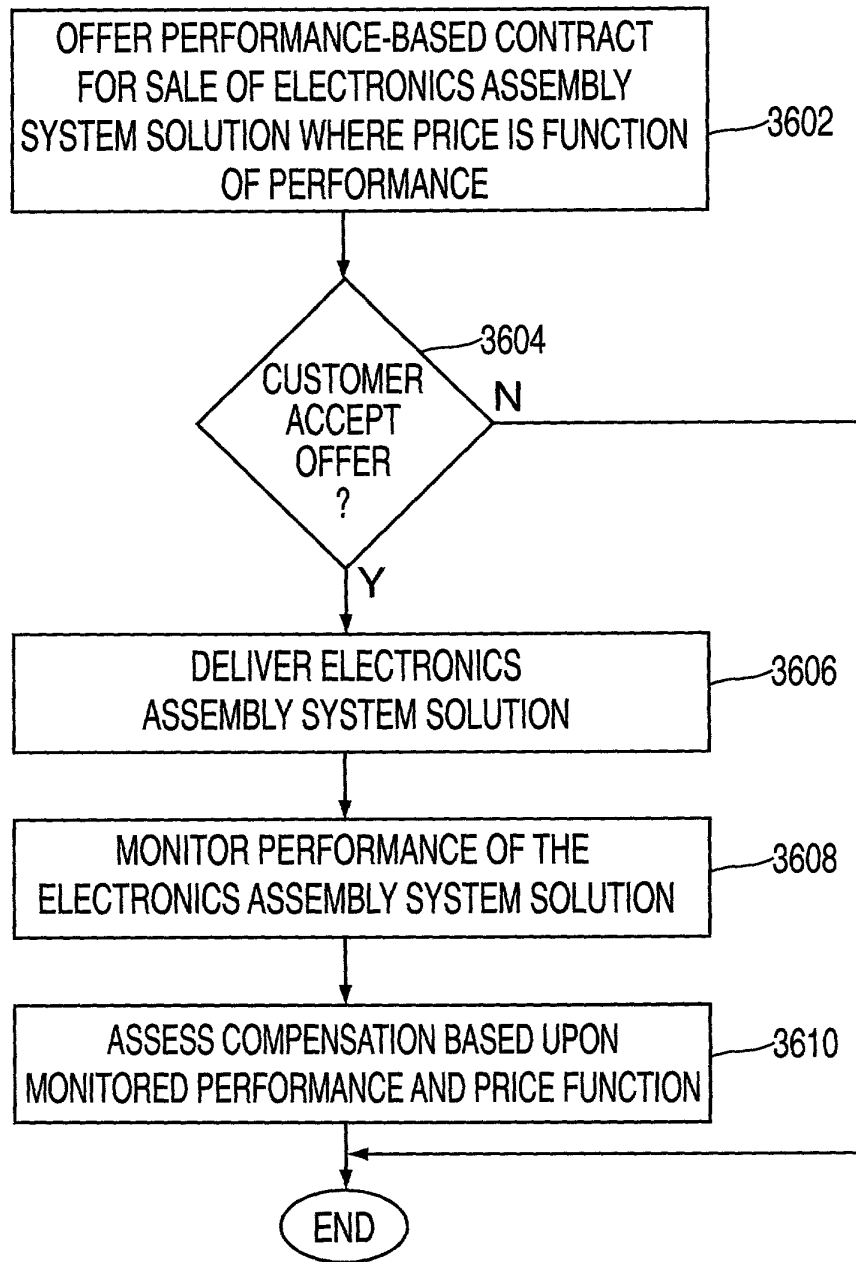 OFFER PERFORMANCE-BASED CONTRACT
FOR SALE OF ELECTRONICS ASSEMBLY
SYSTEM SOLUTION WHERE PRICE IS FUNCTION
OF PERFORMANCE
3602
3604
CUSTOMER
ACCEPT
OFFER
?
N
Y
DELIVER ELECTRONICS
ASSEMBLY SYSTEM SOLUTION
3606
MONITOR PERFORMANCE OF THE
ELECTRONICS ASSEMBLY SYSTEM SOLUTION
3608
ASSESS COMPENSATION BASED UPON
MONITORED PERFORMANCE AND PRICE FUNCTION
3610
END